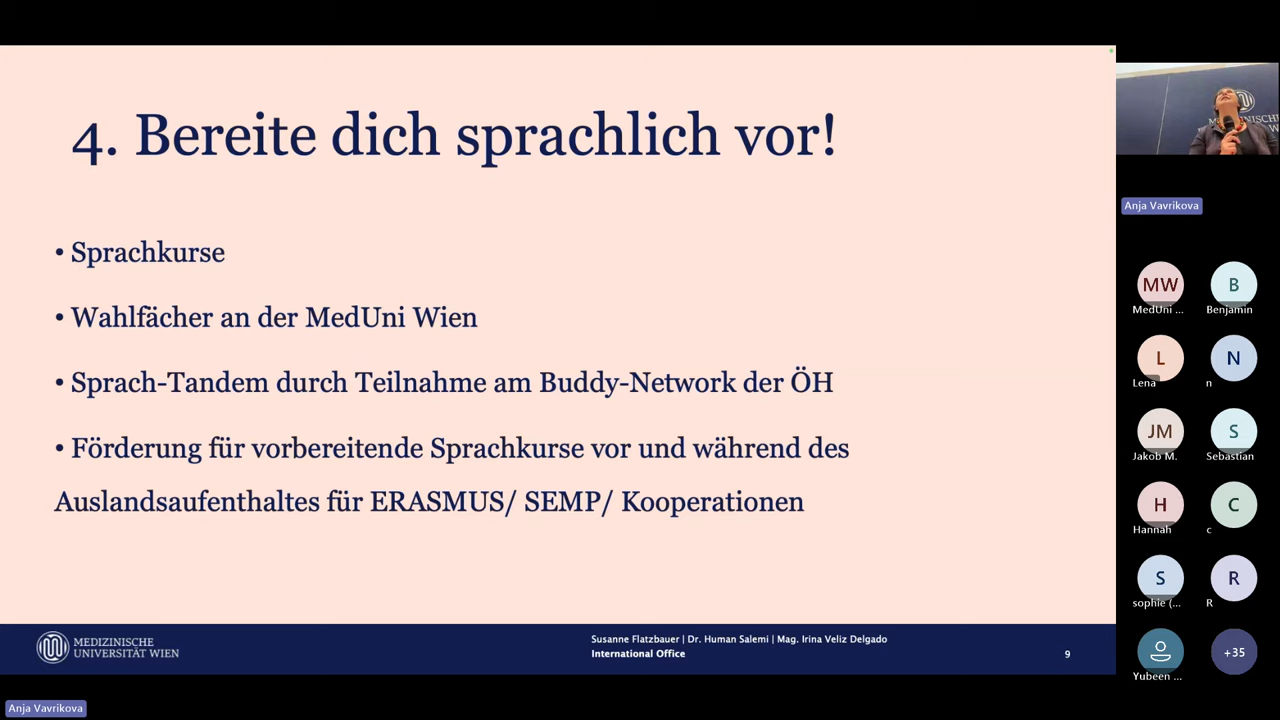 4. Bereite dich sprachlich vor!
• Sprachkurse
• Wahlfächer an der MedUni Wien
• Sprach-Tandem durch Teilnahme am Buddy-Network der ÖH
• Förderung für vorbereitende Sprachkurse vor und während des
Auslandsaufenthaltes für ERASMUS/ SEMP/ Kooperationen
MEDIZINISCHE
UNIVERSITÄT WIEN
Susanne Flatzbauer | Dr. Human Salemi | Mag. Irina Veliz Delgado
International Office
9
Anja Vavrikova
MW
MedUni ...
B
Benjamin
L
Lena
N
n
JM
Jakob M.
S
Sebastian
H
Hannah
C
c
S
sophie (...
R
R
Yubeen ...
+35
Anja Vavrikova